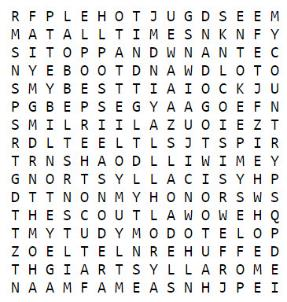 R F P L E H O T J U G D S E E M
M A T A L L T I M E S N K N F Y
S I T O P P A N D W N A N T E C
N Y E B O O T D N A W D L O T O
S M Y B E S T T I A I O C K J U
P G B E P S E G Y A A G O E F N
S M I L R I I L A Z U O I E Z T
R D L T E E L T L S J T S P I R
T R N S H A O D L L I W I M E Y
G N O R T S Y L L A C I S Y H P
D T T N O N M Y H O N O R S W S
T H E S C O U T L A W O W E H Q
T M Y T U D Y M O D O T E L O P
Z O E L T E L N R E H U F F E D
T H G I A R T S Y L L A R O M E
N A A M F A M E A S N H J P E I